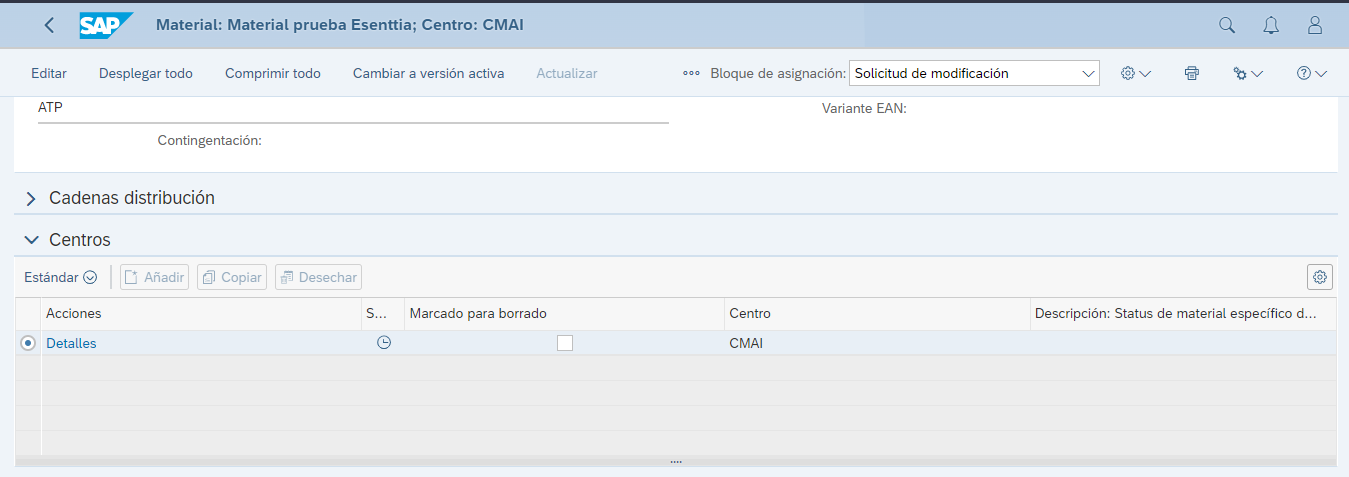 SAP Material: Material prueba Esenttia; Centro: CMAI
Editar Desplegar todo Comprimir todo Cambiar a versión activa Actualizar Bloque de asignación: Solicitud de modificación
ATP Variante EAN:
Contingentación:
Cadenas distribución
Centros
Estándar Añadir Copiar Desechar
Acciones S... Marcado para borrado Centro Descripción: Status de material específico d...
Detalles CMAI